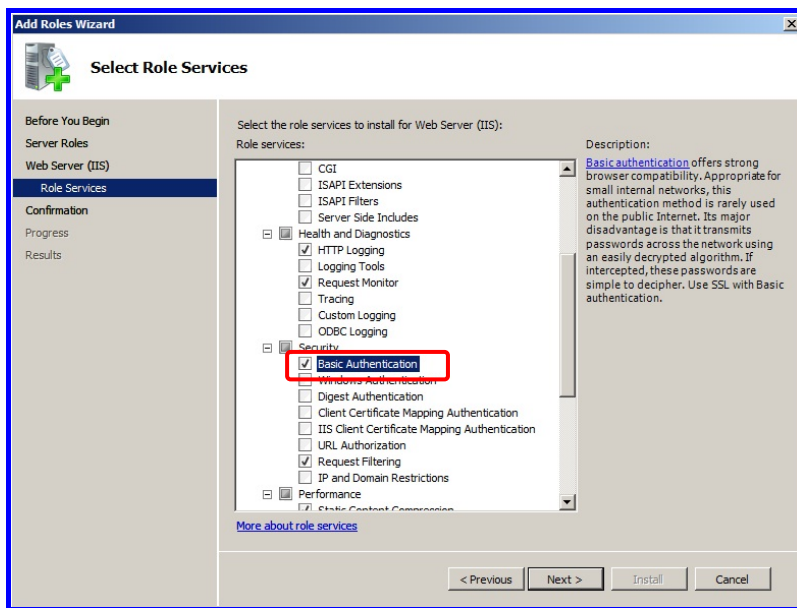 Add Roles Wizard
Select Role Services
Before You Begin
Server Roles
Web Server (IIS)
Role Services
Confirmation
Progress
Results
Select the role services to install for Web Server (IIS):
Role services:
CGI
ISAPI Extensions
ISAPI Filters
Server Side Includes
Health and Diagnostics
HTTP Logging
Logging Tools
Request Monitor
Tracing
Custom Logging
ODBC Logging
Security
Basic Authentication
Windows Authentication
Digest Authentication
Client Certificate Mapping Authentication
IIS Client Certificate Mapping Authentication
URL Authorization
Request Filtering
IP and Domain Restrictions
Performance
Static Content Compression
More about role services
Description:
Basic authentication offers strong
browser compatibility. Appropriate for
small internal networks, this
authentication method is rarely used
on the public Internet. Its major
disadvantage is that it transmits
passwords across the network using
an easily decrypted algorithm. If
intercepted, these passwords are
simple to decipher. Use SSL with Basic
authentication.
< Previous
Next >
Install
Cancel